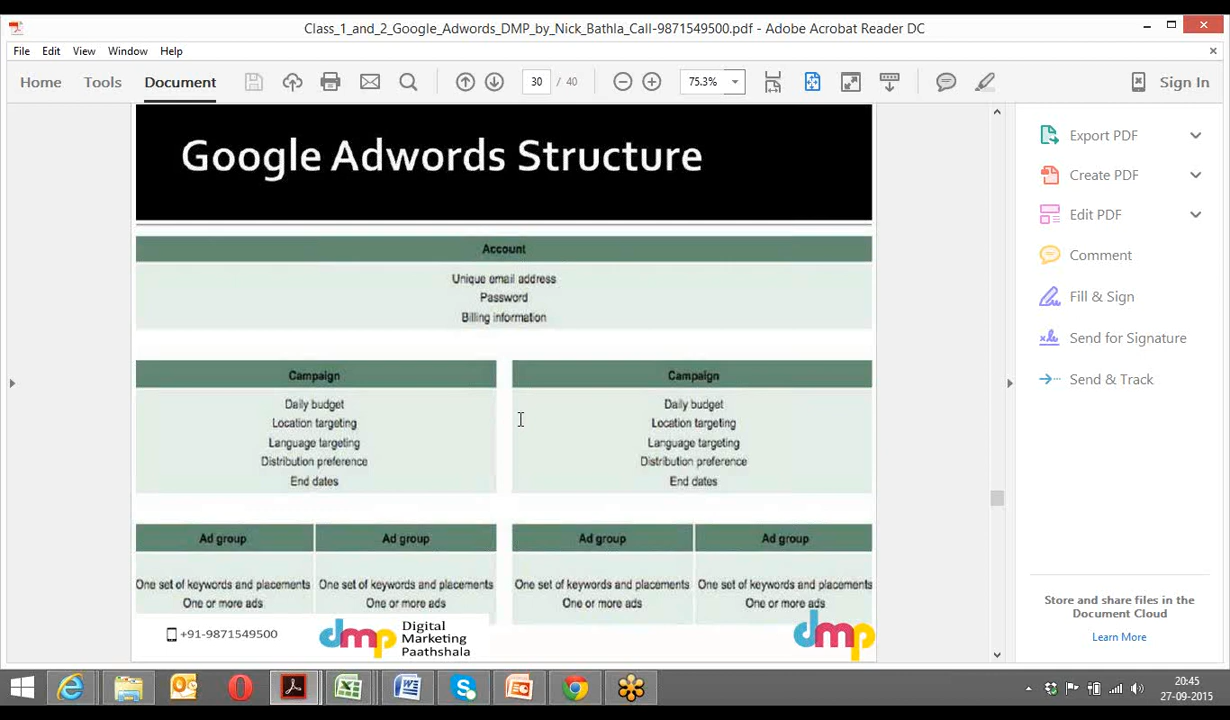 Class_1_and_2_Google_Adwords_DMP_by_Nick_Bathla_Call-9871549500.pdf - Adobe Acrobat Reader DC
File Edit View Window Help
Home Tools Document 30 / 40 75.3% Sign In
Google Adwords Structure
Account
Unique email address
Password
Billing information
Campaign Campaign
Daily budget Daily budget
Location targeting Location targeting
Language targeting Language targeting
Distribution preference Distribution preference
End dates End dates
Ad group Ad group Ad group Ad group
One set of keywords and placements One set of keywords and placements One set of keywords and placements One set of keywords and placements
One or more ads One or more ads One or more ads One or more ads
+91-9871549500
dmp Digital
Marketing
Paathshala
dmp
Export PDF
Create PDF
Edit PDF
Comment
Fill & Sign
Send for Signature
Send & Track
Store and share files in the
Document Cloud
Learn More
20:45
27-09-2015